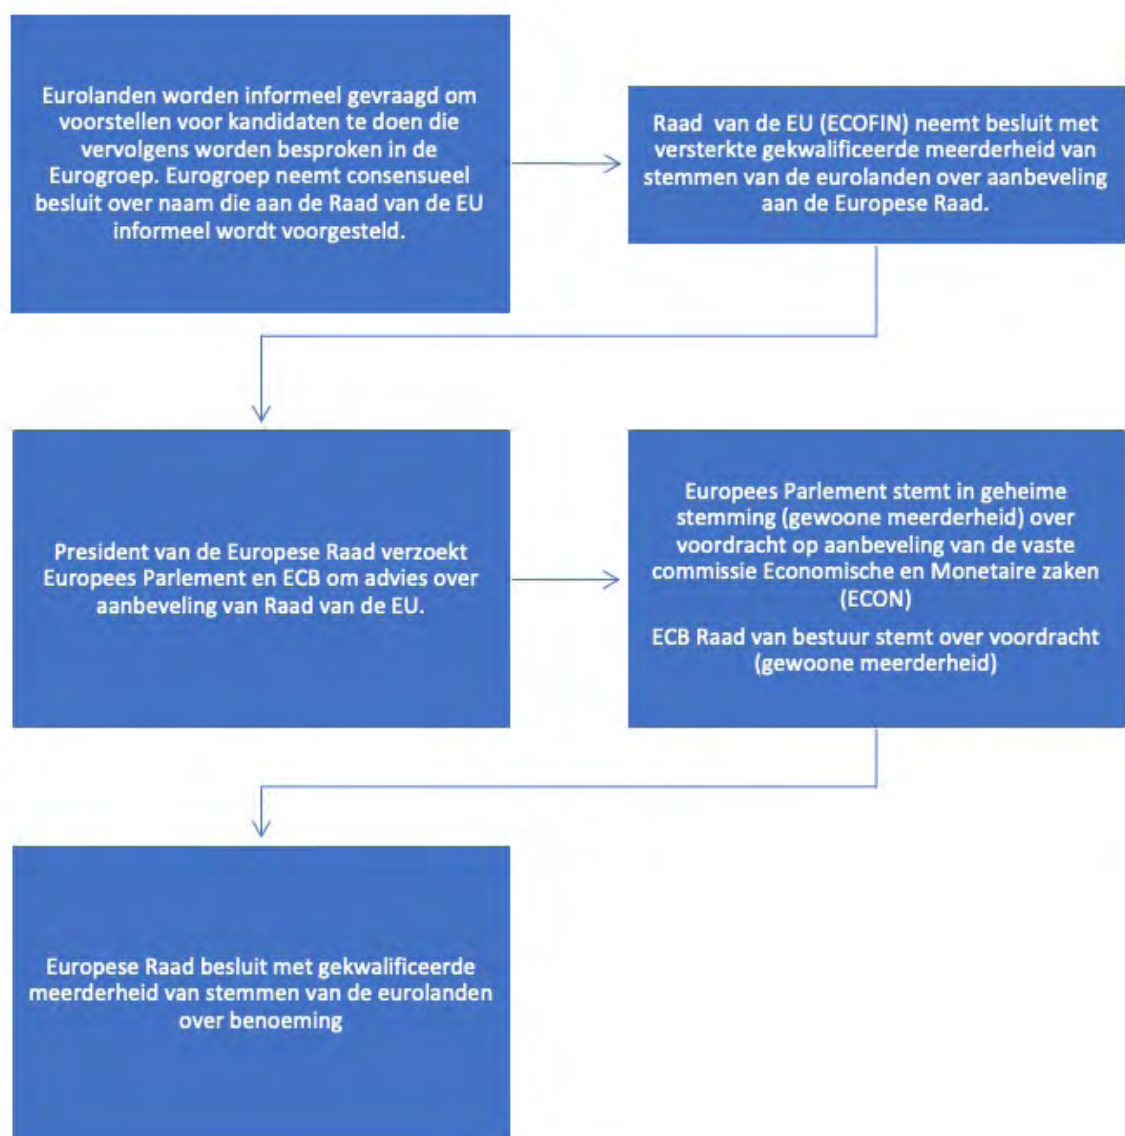 Eurolanden worden informeel gevraagd om
voorstellen voor kandidaten te doen die
vervolgens worden besproken in de
Eurogroep. Eurogroep neemt consensueel
besluit over naam die aan de Raad van de EU
informeel wordt voorgesteld.
Raad van de EU (ECOFIN) neemt besluit met
versterkte gekwalificeerde meerderheid van
stemmen van de eurolanden over aanbeveling
aan de Europese Raad.
President van de Europese Raad verzoekt
Europees Parlement en ECB om advies over
aanbeveling van Raad van de EU.
Europees Parlement stemt in geheime
stemming (gewoone meerderheid) over
voordracht op aanbeveling van de vaste
commissie Economische en Monetaire zaken
(ECON)
ECB Raad van bestuur stemt over voordracht
(gewoone meerderheid)
Europese Raad besluit met gekwalificeerde
meerderheid van stemmen van de eurolanden
over benoeming